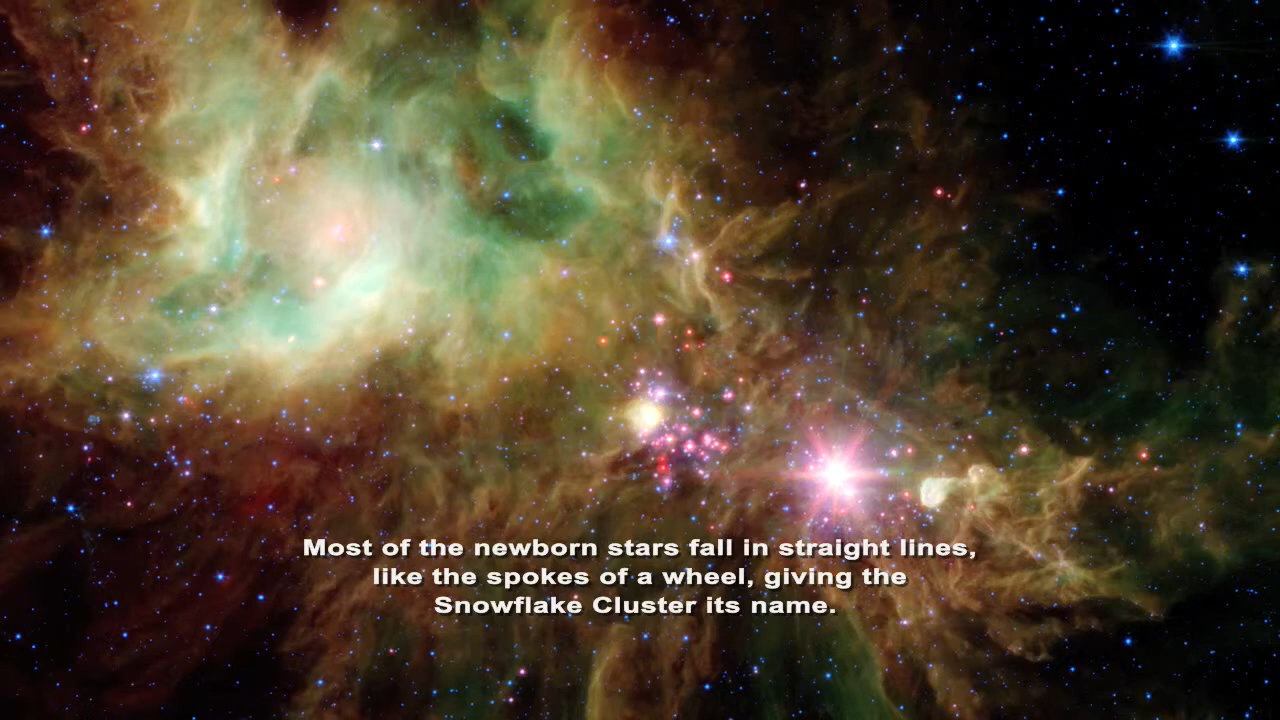 Most of the newborn stars fall in straight lines,
like the spokes of a wheel, giving the
Snowflake Cluster its name.